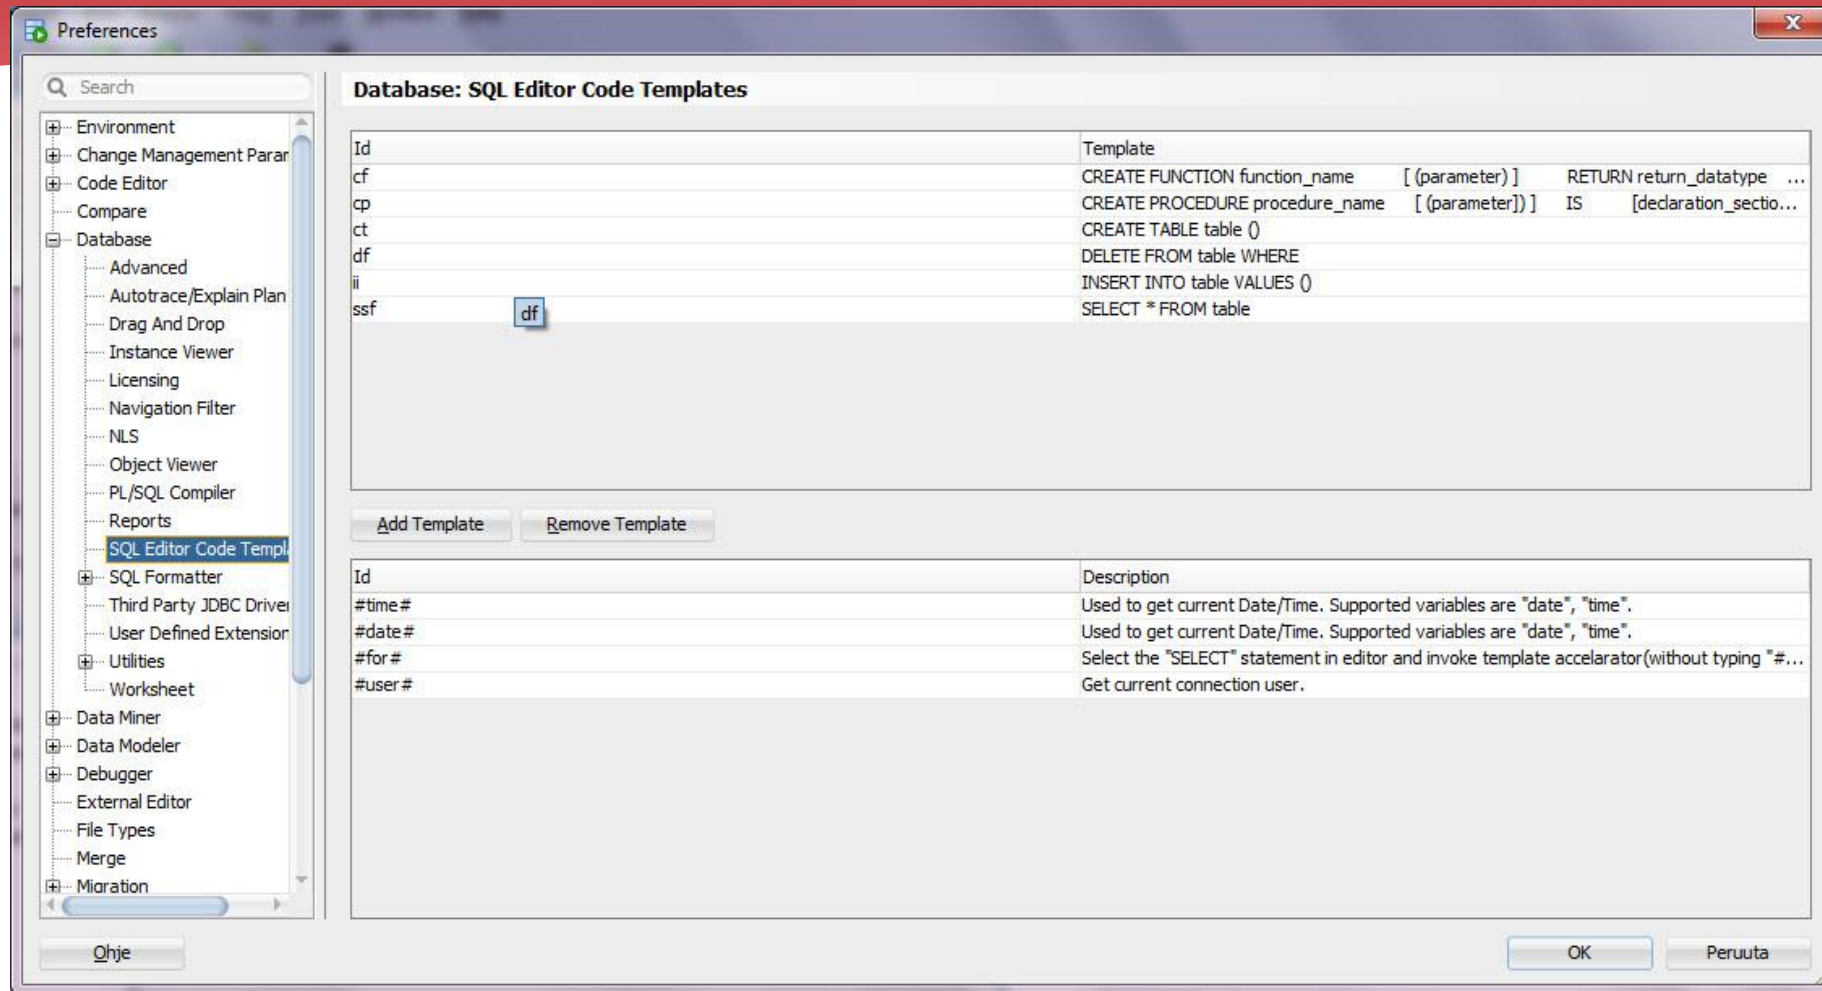 Preferences
Search
Environment
Change Management Parar
Code Editor
Compare
Database
Advanced
Autotrace/Explain Plan
Drag And Drop
Instance Viewer
Licensing
Navigation Filter
NLS
Object Viewer
PL/SQL Compiler
Reports
SQL Editor Code Templa
SQL Formatter
Third Party JDBC Driver
User Defined Extension
Utilities
Worksheet
Data Miner
Data Modeler
Debugger
External Editor
File Types
Merge
Migration
Database: SQL Editor Code Templates
Id Template
cf CREATE FUNCTION function_name [ (parameter) ] RETURN return_datatype ...
cp CREATE PROCEDURE procedure_name [ (parameter]) ] IS [declaration_sectio...
ct CREATE TABLE table ()
df DELETE FROM table WHERE
ii INSERT INTO table VALUES ()
ssf SELECT * FROM table
df
Add Template Remove Template
Id Description
#time# Used to get current Date/Time. Supported variables are "date", "time".
#date# Used to get current Date/Time. Supported variables are "date", "time".
#for# Select the "SELECT" statement in editor and invoke template accelarator(without typing "#...
#user# Get current connection user.
Ohje OK Peruuta